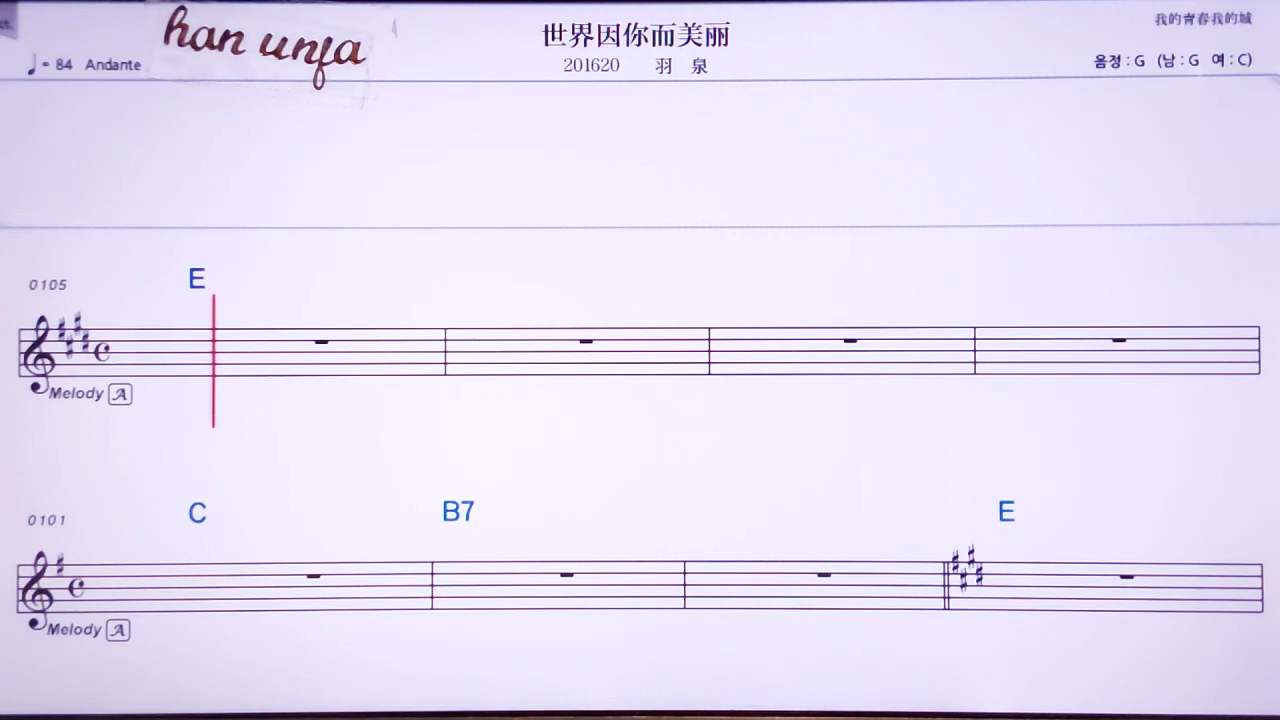 han unfa
世界因你而美丽
我的青春我的城
♩= 84 Andante
201620 羽 泉
음정 : G (남 : G 여 : C)
0105
E
Melody A
0101
C B7 E
Melody A